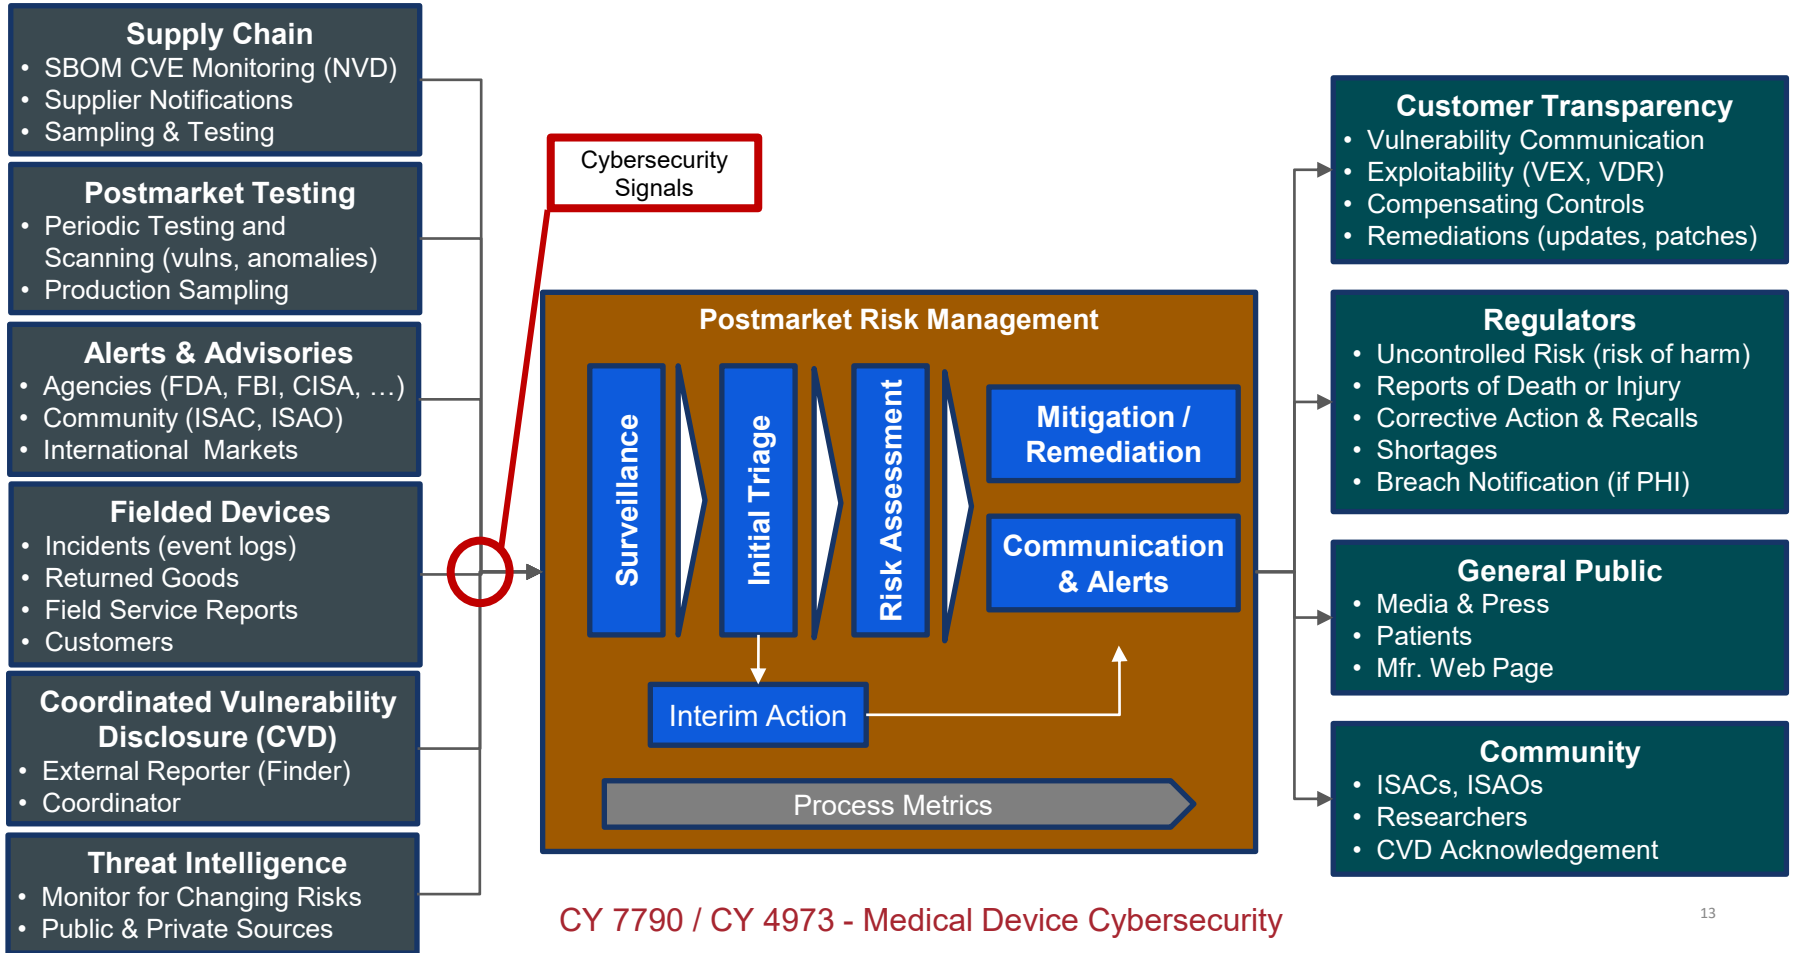 Supply Chain
• SBOM CVE Monitoring (NVD)
• Supplier Notifications
• Sampling & Testing
Postmarket Testing
• Periodic Testing and
Scanning (vulns, anomalies)
• Production Sampling
Alerts & Advisories
• Agencies (FDA, FBI, CISA, …)
• Community (ISAC, ISAO)
• International Markets
Fielded Devices
• Incidents (event logs)
• Returned Goods
• Field Service Reports
• Customers
Coordinated Vulnerability
Disclosure (CVD)
• External Reporter (Finder)
• Coordinator
Threat Intelligence
• Monitor for Changing Risks
• Public & Private Sources
Cybersecurity
Signals
Postmarket Risk Management
Surveillance
Initial Triage
Risk Assessment
Mitigation /
Remediation
Communication
& Alerts
Interim Action
Process Metrics
Customer Transparency
• Vulnerability Communication
• Exploitability (VEX, VDR)
• Compensating Controls
• Remediations (updates, patches)
Regulators
• Uncontrolled Risk (risk of harm)
• Reports of Death or Injury
• Corrective Action & Recalls
• Shortages
• Breach Notification (if PHI)
General Public
• Media & Press
• Patients
• Mfr. Web Page
Community
• ISACs, ISAOs
• Researchers
• CVD Acknowledgement
CY 7790 / CY 4973 - Medical Device Cybersecurity
13